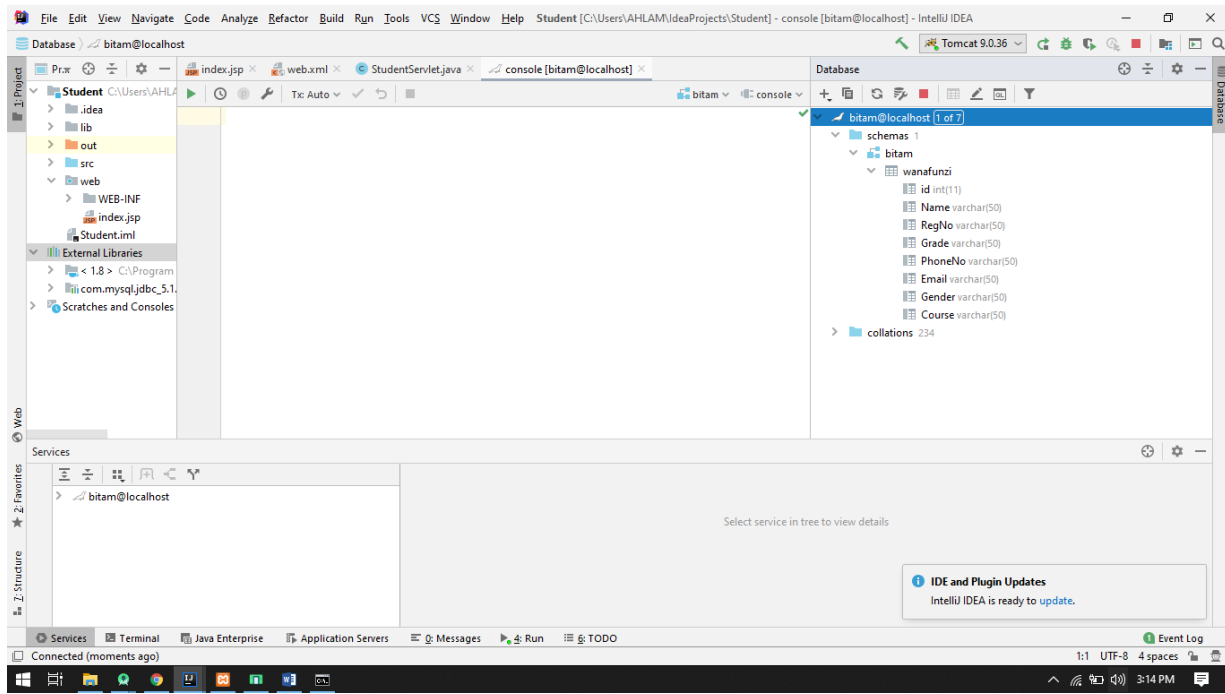 File Edit View Navigate Code Analyze Refactor Build Run Tools VCS Window Help Student [C:\Users\AHLAM\IdeaProjects\Student] - console [bitam@localhost] - IntelliJ IDEA
Database bitam@localhost
Tomcat 9.0.36
1: Project
Pr.
index.jsp
web.xml
StudentServlet.java
console [bitam@localhost]
Tx: Auto
bitam
console
Student C:\Users\AHLA
.idea
lib
out
src
web
WEB-INF
index.jsp
Student.iml
External Libraries
< 1.8 > C:\Program
com.mysql.jdbc_5.1.
Scratches and Consoles
Database
bitam@localhost 1 of 7
schemas 1
bitam
wanafunzi
id int(11)
Name varchar(50)
RegNo varchar(50)
Grade varchar(50)
PhoneNo varchar(50)
Email varchar(50)
Gender varchar(50)
Course varchar(50)
collations 234
Database
Web
2: Favorites
7: Structure
Services
bitam@localhost
Select service in tree to view details
IDE and Plugin Updates
IntelliJ IDEA is ready to update.
Services Terminal Java Enterprise Application Servers 0: Messages 4: Run 6: TODO
1 Event Log
Connected (moments ago)
1:1 UTF-8 4 spaces
3:14 PM